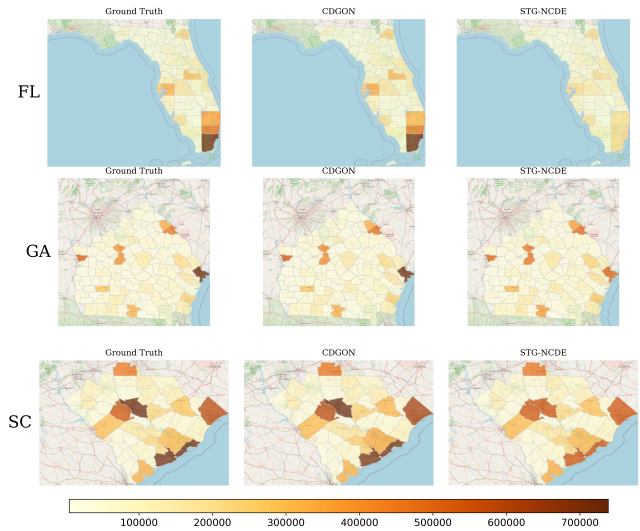 Ground Truth CDGON STG-NCDE
FL
Ground Truth CDGON STG-NCDE
GA
Ground Truth CDGON STG-NCDE
SC
100000 200000 300000 400000 500000 600000 700000